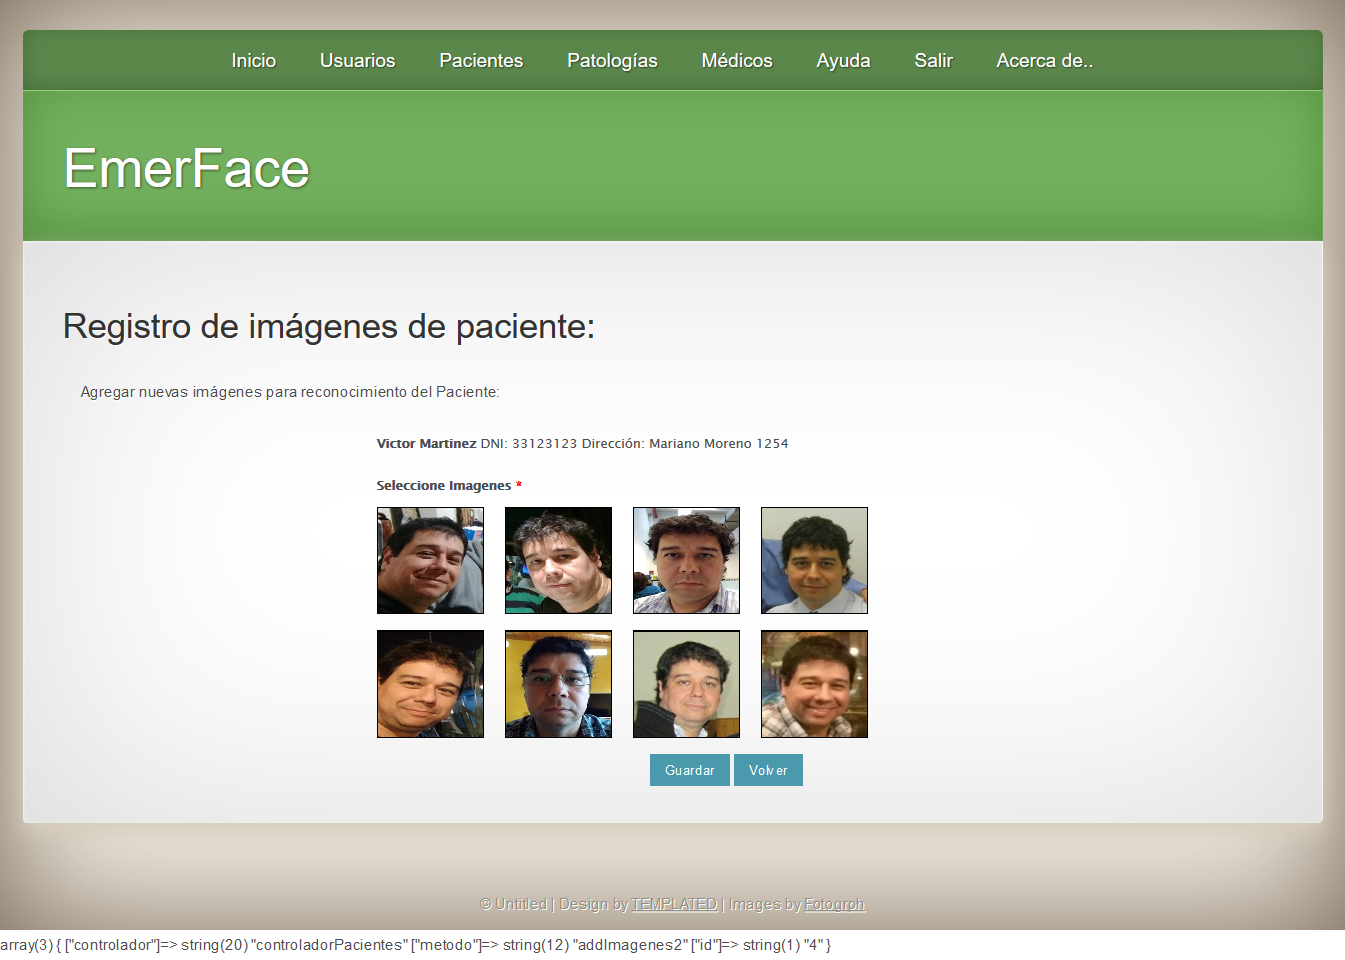 Inicio Usuarios Pacientes Patologías Médicos Ayuda Salir Acerca de..
EmerFace
Registro de imágenes de paciente:
Agregar nuevas imágenes para reconocimiento del Paciente:
Victor Martinez DNI: 33123123 Dirección: Mariano Moreno 1254
Seleccione Imagenes *
Guardar Volver
© Untitled | Design by TEMPLATED | Images by Fotogrph
array(3) { ["controlador"]=> string(20) "controladorPacientes" ["metodo"]=> string(12) "addImagenes2" ["id"]=> string(1) "4" }